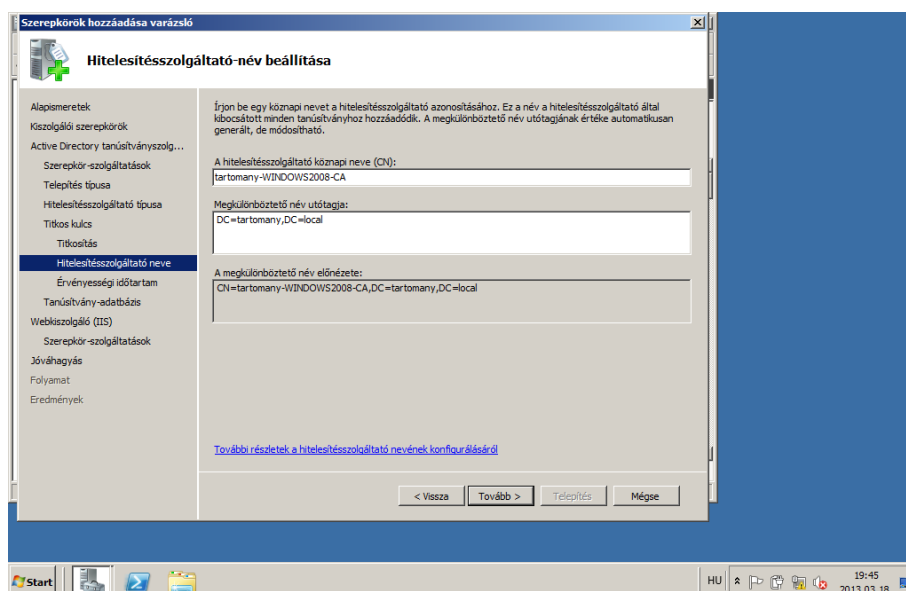 Szerepkörök hozzáadása varázsló
Hitelesítésszolgáltató-név beállítása
Alapismeretek
Kiszolgálói szerepkörök
Active Directory tanúsítványszolg...
Szerepkör-szolgáltatások
Telepítés típusa
Hitelesítésszolgáltató típusa
Titkos kulcs
Titkosítás
Hitelesítésszolgáltató neve
Érvényességi időtartam
Tanúsítvány-adatbázis
Webkiszolgáló (IIS)
Szerepkör-szolgáltatások
Jóváhagyás
Folyamat
Eredmények
Írjon be egy köznapi nevet a hitelesítésszolgáltató azonosításához. Ez a név a hitelesítésszolgáltató által
kibocsátott minden tanúsítványhoz hozzáadódik. A megkülönböztető név utótagjának értéke automatikusan
generált, de módosítható.
A hitelesítésszolgáltató köznapi neve (CN):
tartomany-WINDOWS2008-CA
Megkülönböztető név utótagja:
DC=tartomany,DC=local
A megkülönböztető név előnézete:
CN=tartomany-WINDOWS2008-CA,DC=tartomany,DC=local
További részletek a hitelesítésszolgáltató nevének konfigurálásáról
< Vissza
Tovább >
Telepítés
Mégse
Start
HU
19:45
2013.03.18